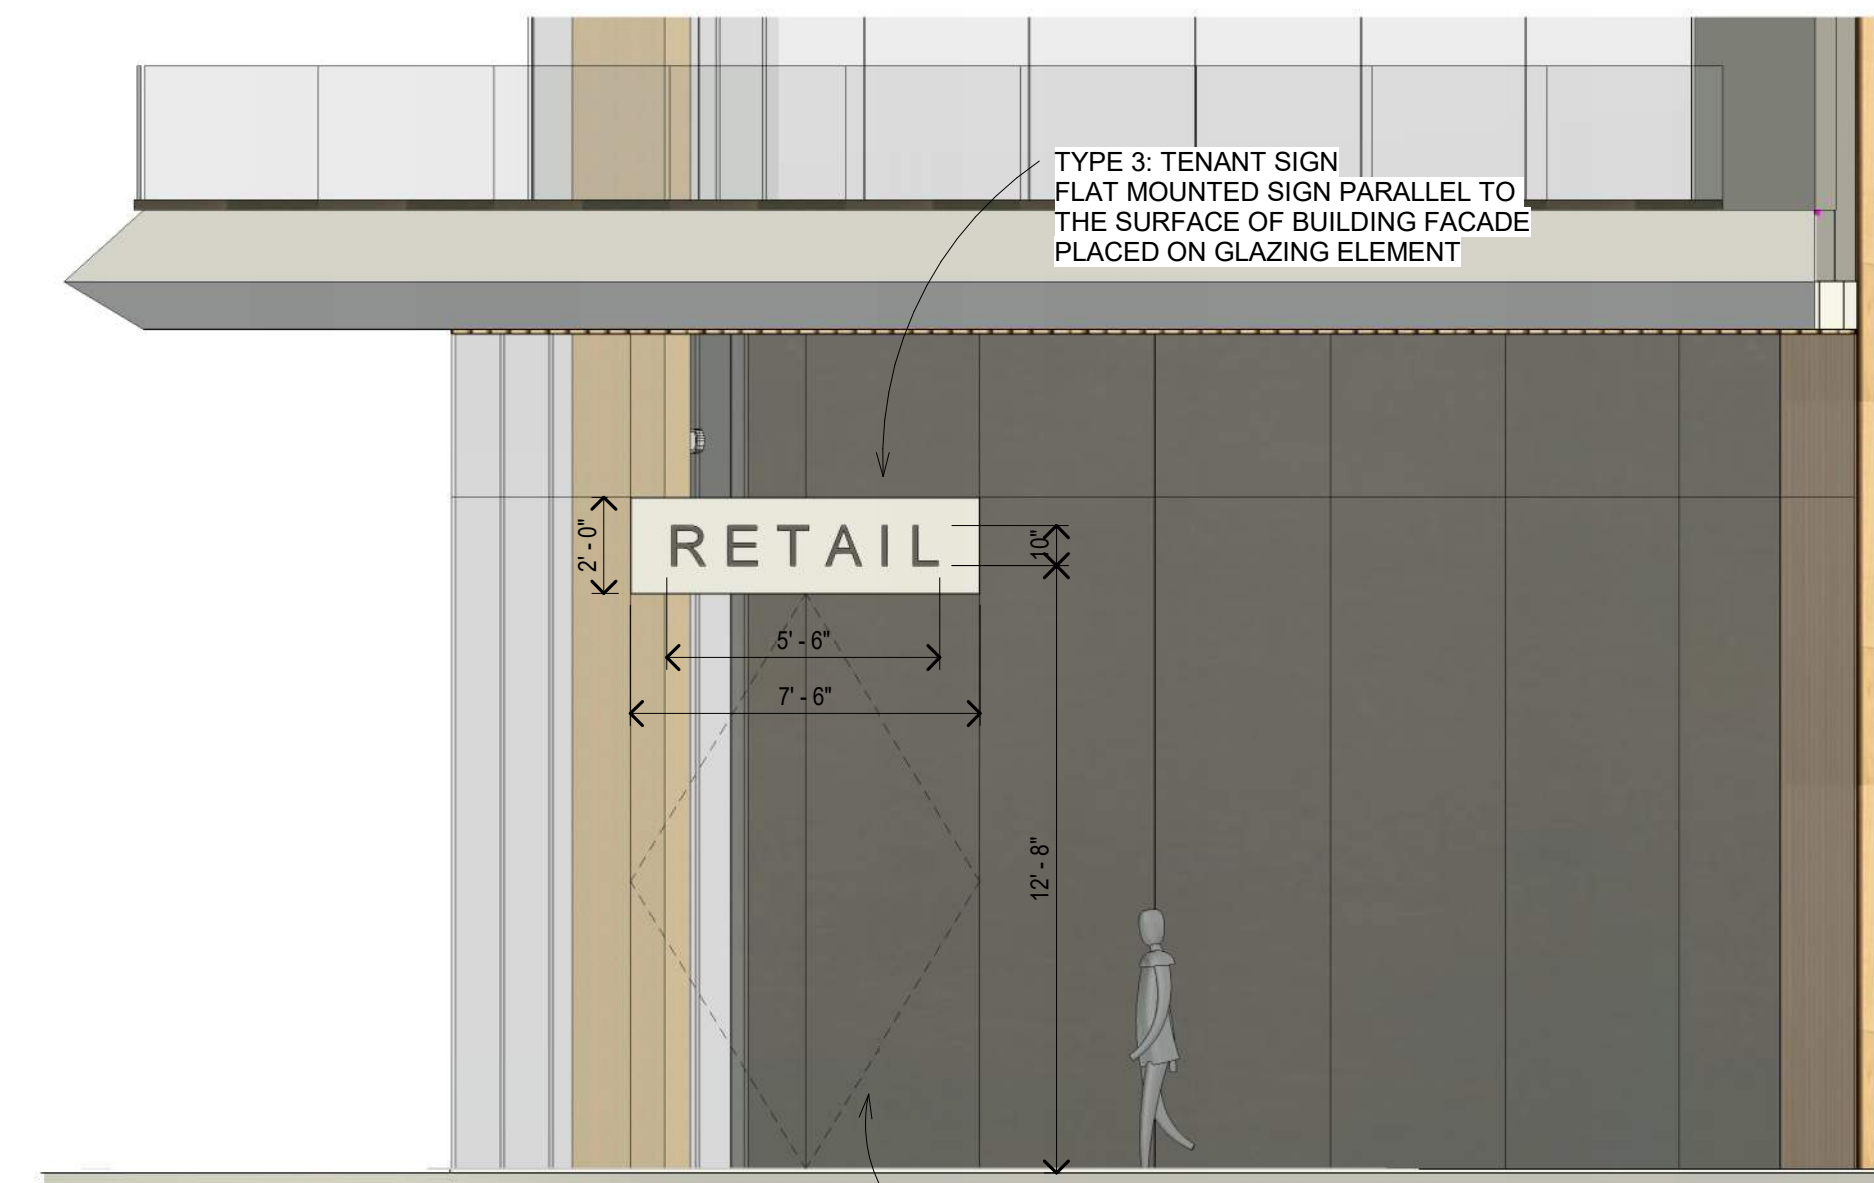 TYPE 3: TENANT SIGN
FLAT MOUNTED SIGN PARALLEL TO
THE SURFACE OF BUILDING FACADE
PLACED ON GLAZING ELEMENT
2' - 0"
RETAIL
10"
5' - 6"
7' - 6"
12' - 8"